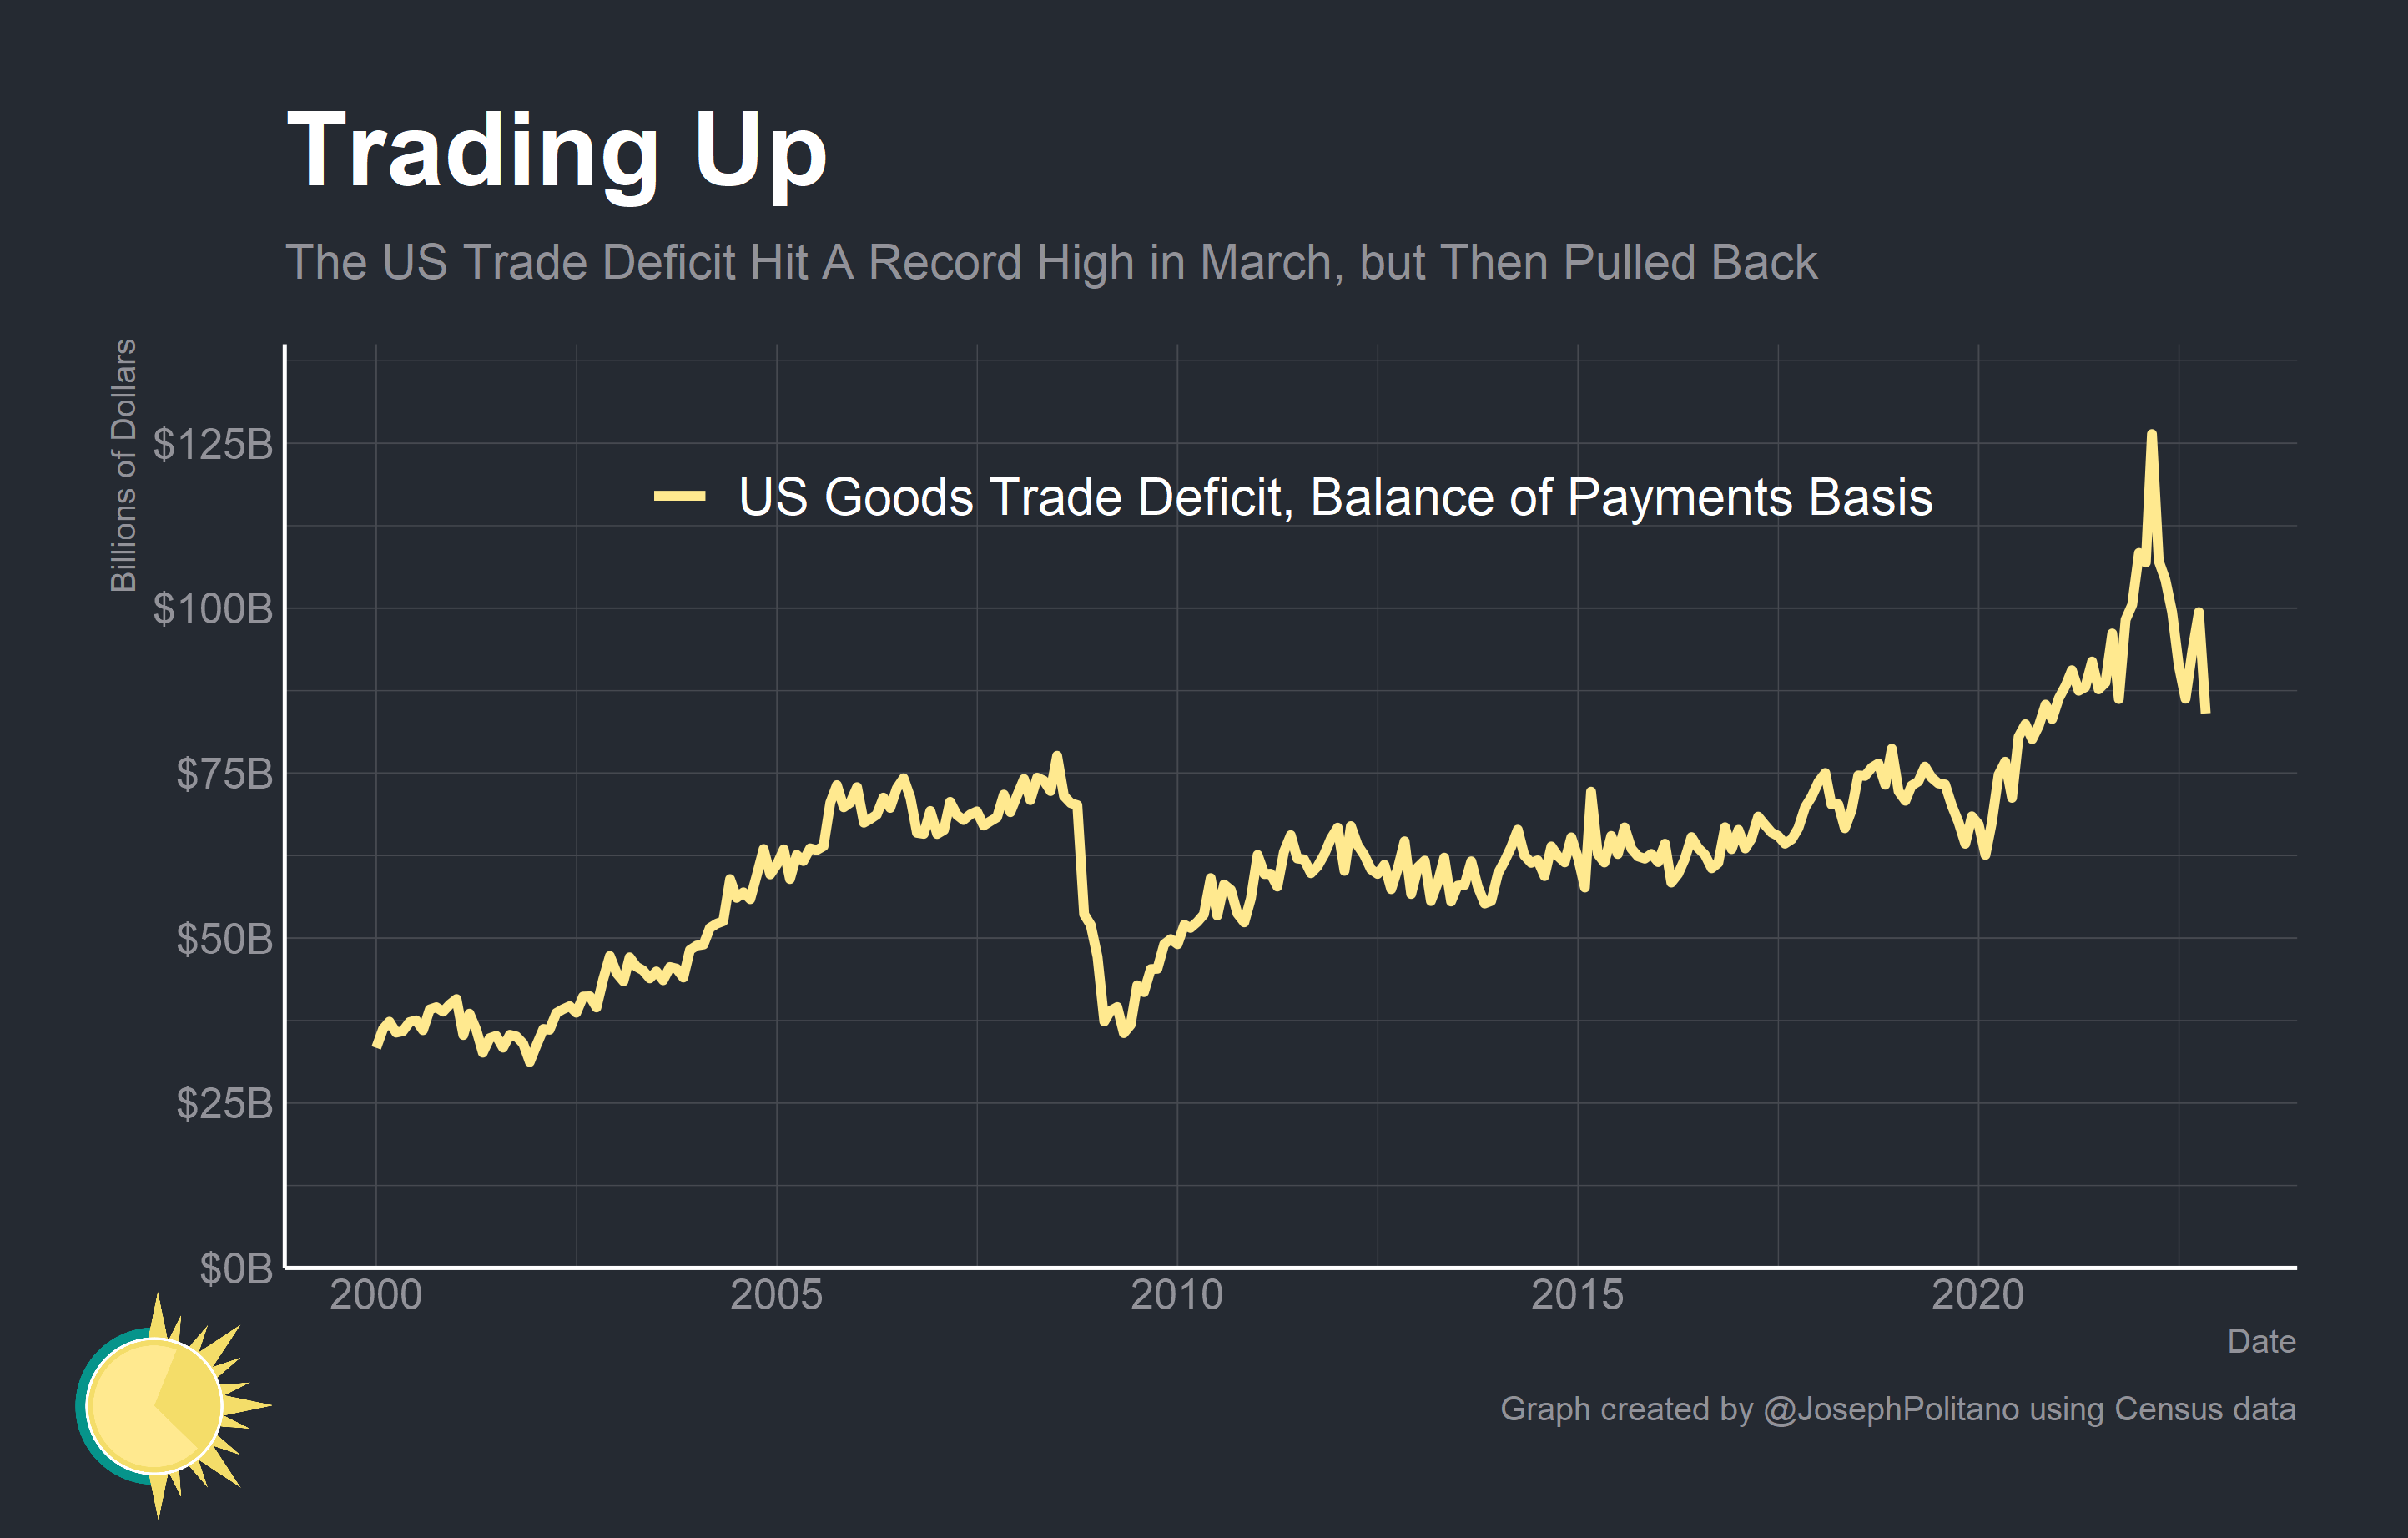 Trading Up
The US Trade Deficit Hit A Record High in March, but Then Pulled Back
Billions of Dollars
$125B
US Goods Trade Deficit, Balance of Payments Basis
$100B
$75B
$50B
$25B
$0B
2000 2005 2010 2015 2020
Date
Graph created by @JosephPolitano using Census data